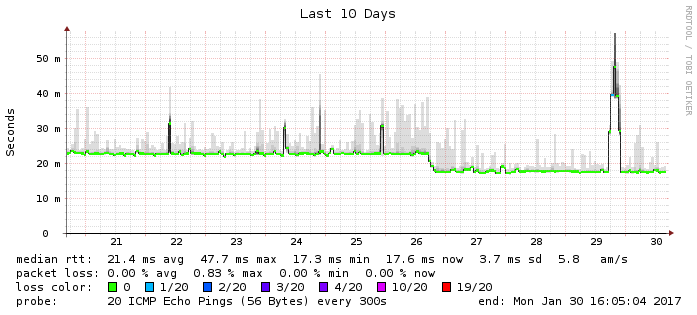 Last 10 Days
RRDTOOL / TOBI OETIKER
Seconds
50 m
40 m
30 m
20 m
10 m
0
21 22 23 24 25 26 27 28 29 30
median rtt: 21.4 ms avg 47.7 ms max 17.3 ms min 17.6 ms now 3.7 ms sd 5.8 am/s
packet loss: 0.00 % avg 0.83 % max 0.00 % min 0.00 % now
loss color: 0 1/20 2/20 3/20 4/20 10/20 19/20
probe: 20 ICMP Echo Pings (56 Bytes) every 300s end: Mon Jan 30 16:05:04 2017